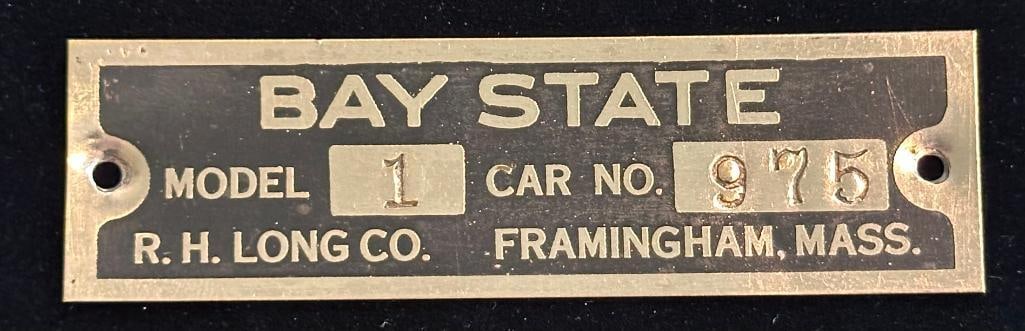 BAY STATE
MODEL 1 CAR NO. 975
R. H. LONG CO. FRAMINGHAM, MASS.